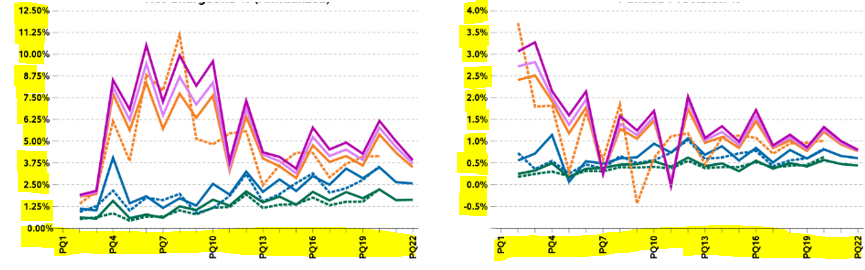 12.50%
11.25%
10.00%
8.75%
7.50%
6.25%
5.00%
3.75%
2.50%
1.25%
0.00%
PQ1
PQ4
PQ7
PQ10
PQ13
PQ16
PQ19
PQ22
4.0%
3.5%
3.0%
2.5%
2.0%
1.5%
1.0%
0.5%
0.0%
-0.5%
PQ1
PQ4
PQ7
PQ10
PQ13
PQ16
PQ19
PQ22